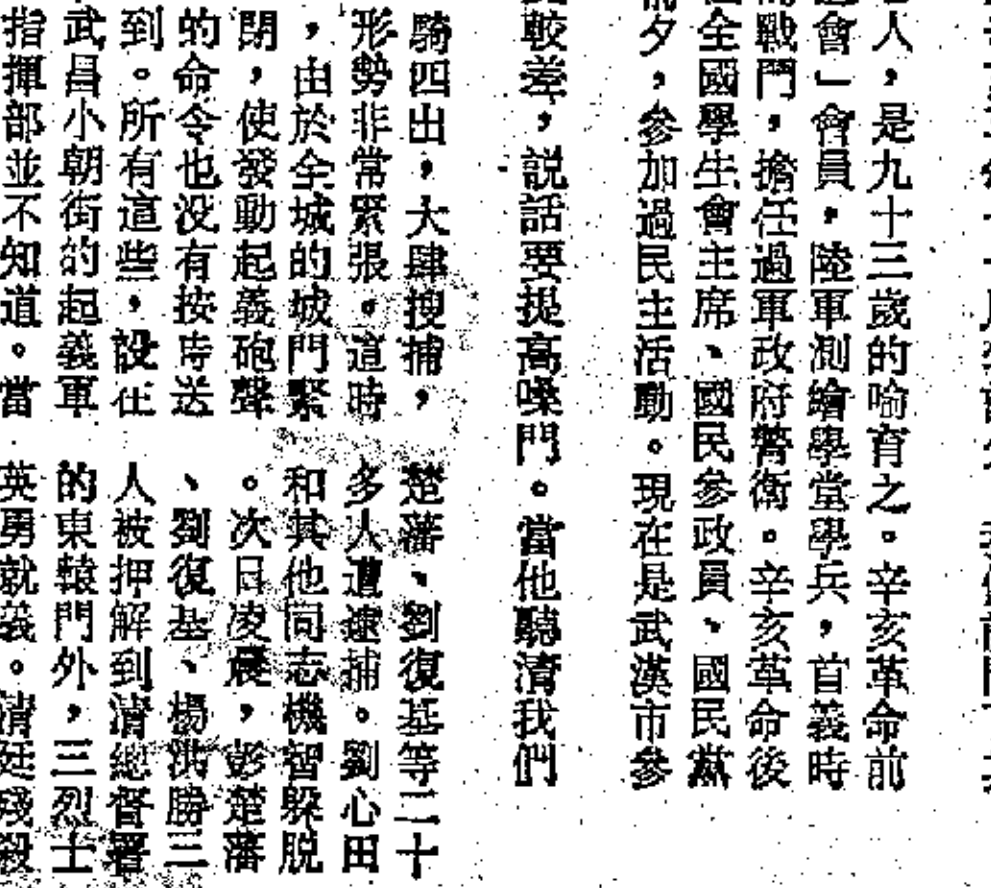 人，是九十三歲的喻育之。辛亥革命前
會」會員，陸軍測繪學堂學兵，首義時
戰鬥，擔任過軍政府警衛。辛亥革命後
全國學生會主席、國民參政員、國民黨
夕，參加過民主活動。現在是武漢市參
較差，説話要提高嗓門。當他聽清我們
騎四出，大肆搜捕，
形勢非常緊張。這時
，由於全城的城門緊
閉，使發動起義砲聲
的命令也没有按時送
到。所有這些，設在
武昌小朝街的起義軍
指揮部並不知道。當
楚藩、劉復基等三十
多人遭逮捕。劉心田
和其他同志機智躲脱
。次日凌晨，彭楚藩
、劉復基、楊洪勝三
人被押解到清總督署
的東轅門外，三烈士
英勇就義。清廷殘殺